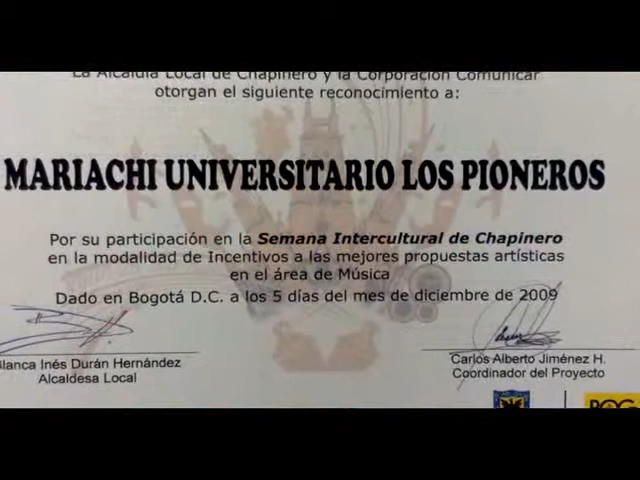 La Alcaldía Local de Chapinero y la Corporación Comunicar
otorgan el siguiente reconocimiento a:
MARIACHI UNIVERSITARIO LOS PIONEROS
Por su participación en la Semana Intercultural de Chapinero
en la modalidad de Incentivos a las mejores propuestas artísticas
en el área de Música
Dado en Bogotá D.C. a los 5 días del mes de diciembre de 2009
Blanca Inés Durán Hernández
Alcaldesa Local
Carlos Alberto Jiménez H.
Coordinador del Proyecto